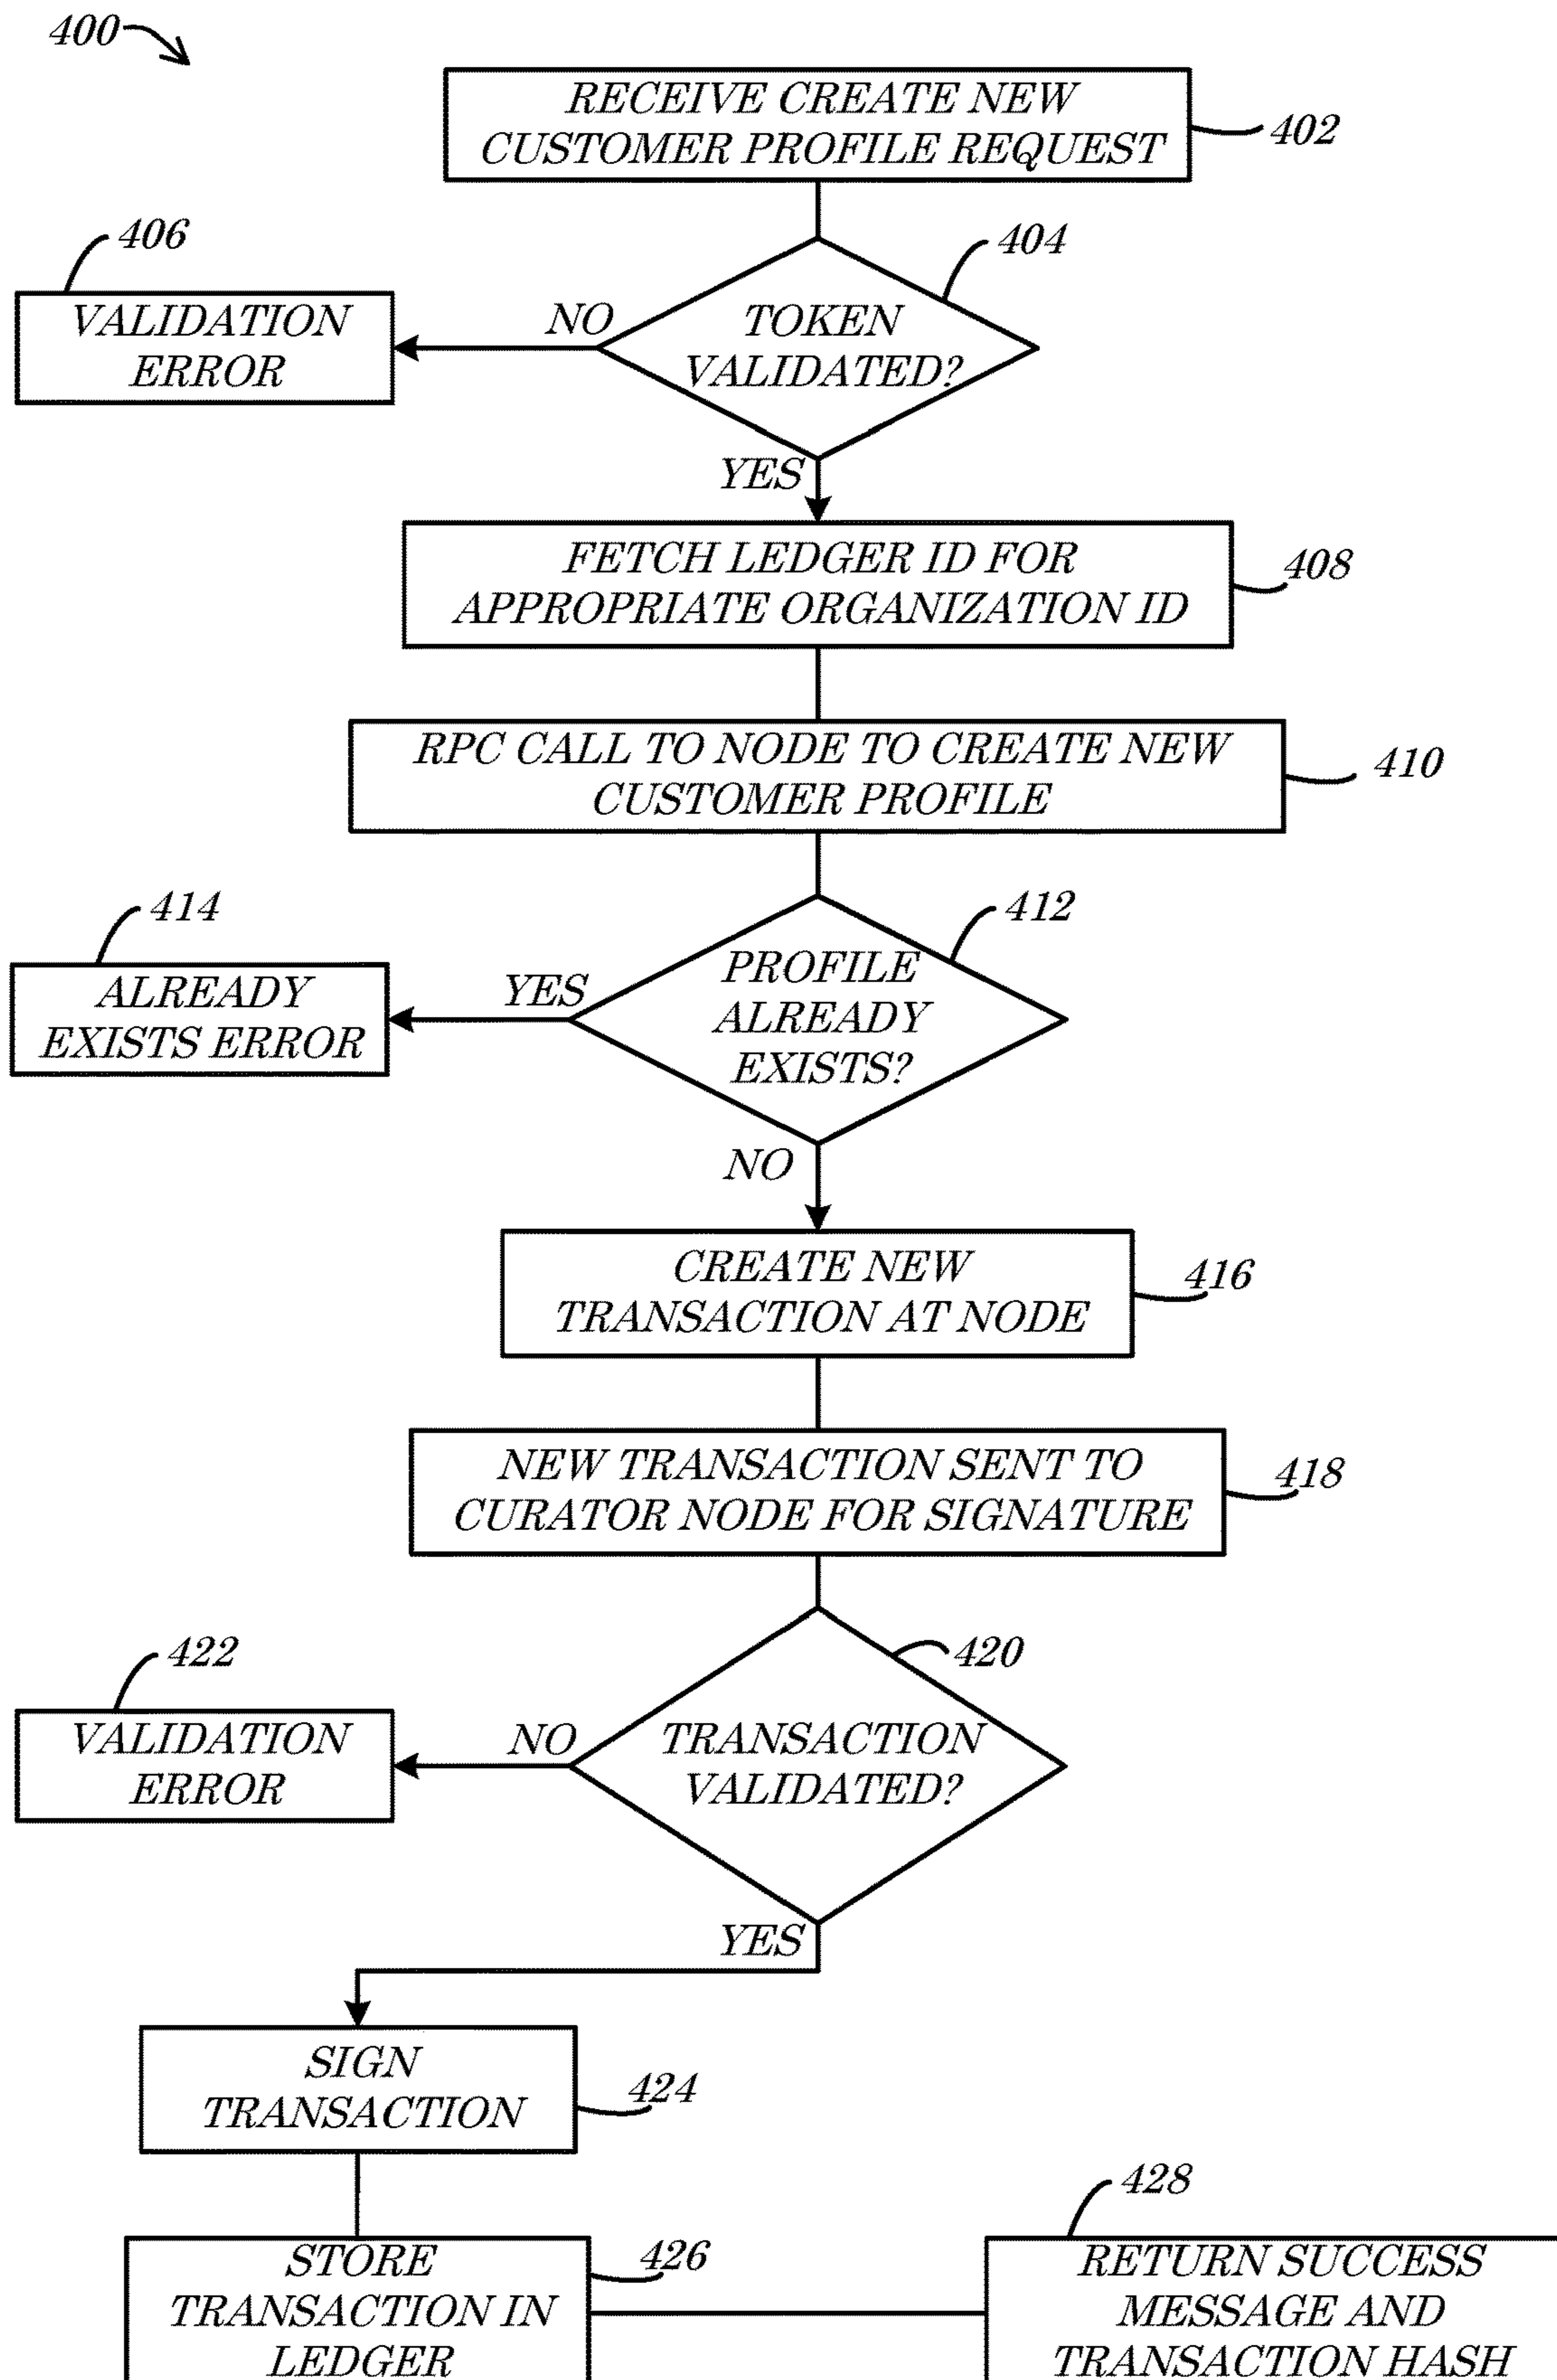 400
RECEIVE CREATE NEW
CUSTOMER PROFILE REQUEST
402
406
404
VALIDATION
ERROR
NO
TOKEN
VALIDATED?
YES
FETCH LEDGER ID FOR
APPROPRIATE ORGANIZATION ID
408
RPC CALL TO NODE TO CREATE NEW
CUSTOMER PROFILE
410
414
412
ALREADY
EXISTS ERROR
YES
PROFILE
ALREADY
EXISTS?
NO
CREATE NEW
TRANSACTION AT NODE
416
NEW TRANSACTION SENT TO
CURATOR NODE FOR SIGNATURE
418
422
420
VALIDATION
ERROR
NO
TRANSACTION
VALIDATED?
YES
SIGN
TRANSACTION
424
STORE
TRANSACTION IN
LEDGER
426
428
RETURN SUCCESS
MESSAGE AND
TRANSACTION HASH